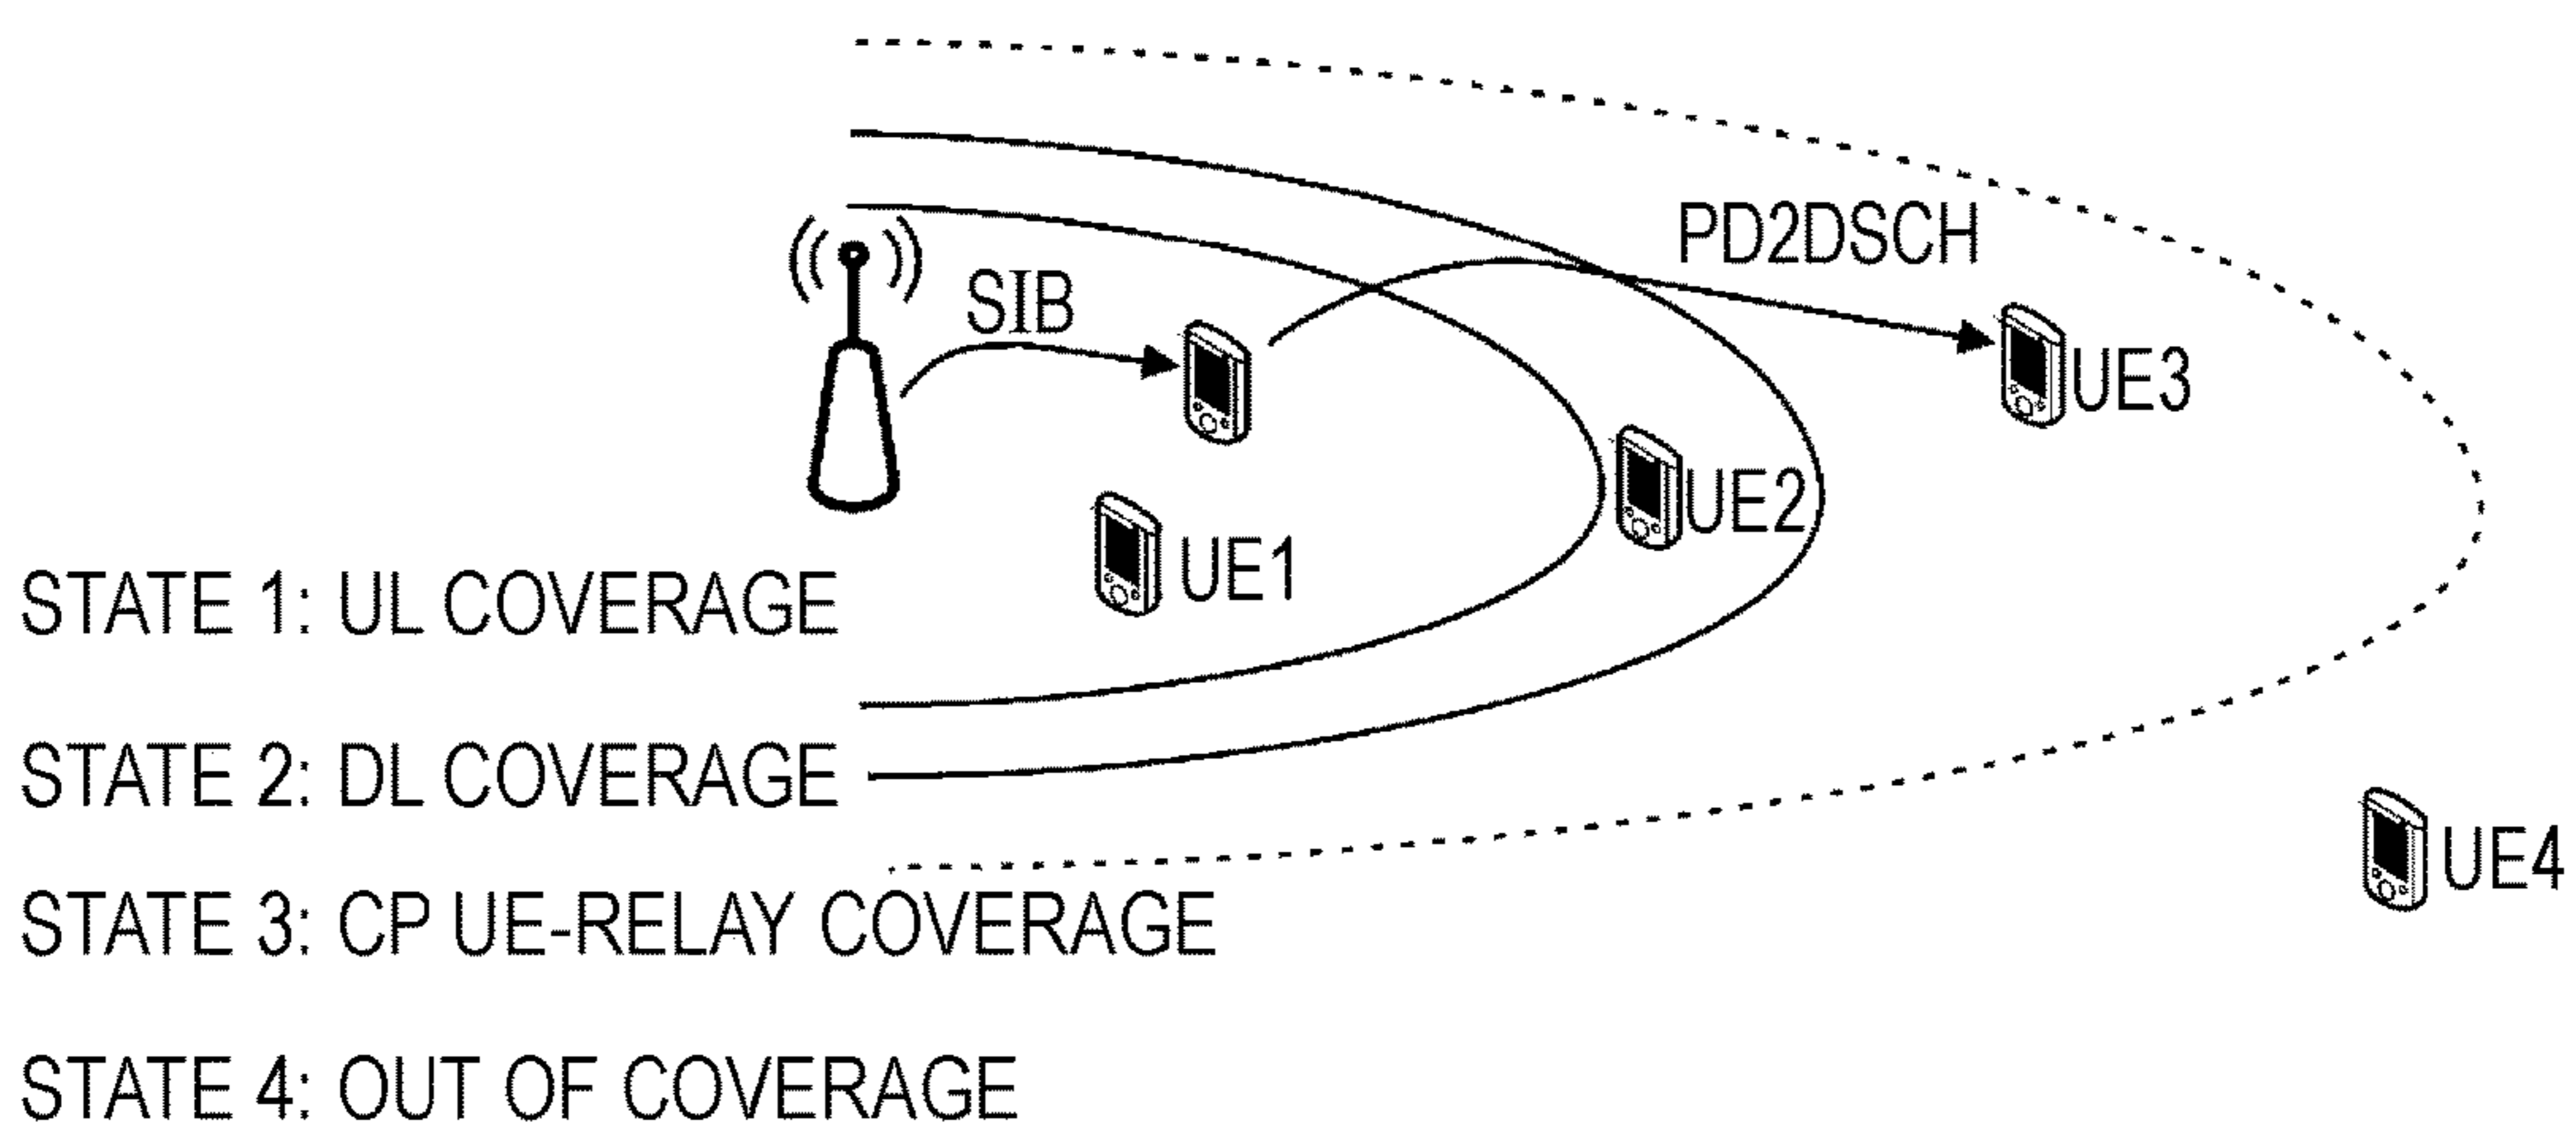 PD2DSCH
SIB
UE3
UE2
UE1
STATE 1: UL COVERAGE
STATE 2: DL COVERAGE
UE4
STATE 3: CP UE-RELAY COVERAGE
STATE 4: OUT OF COVERAGE